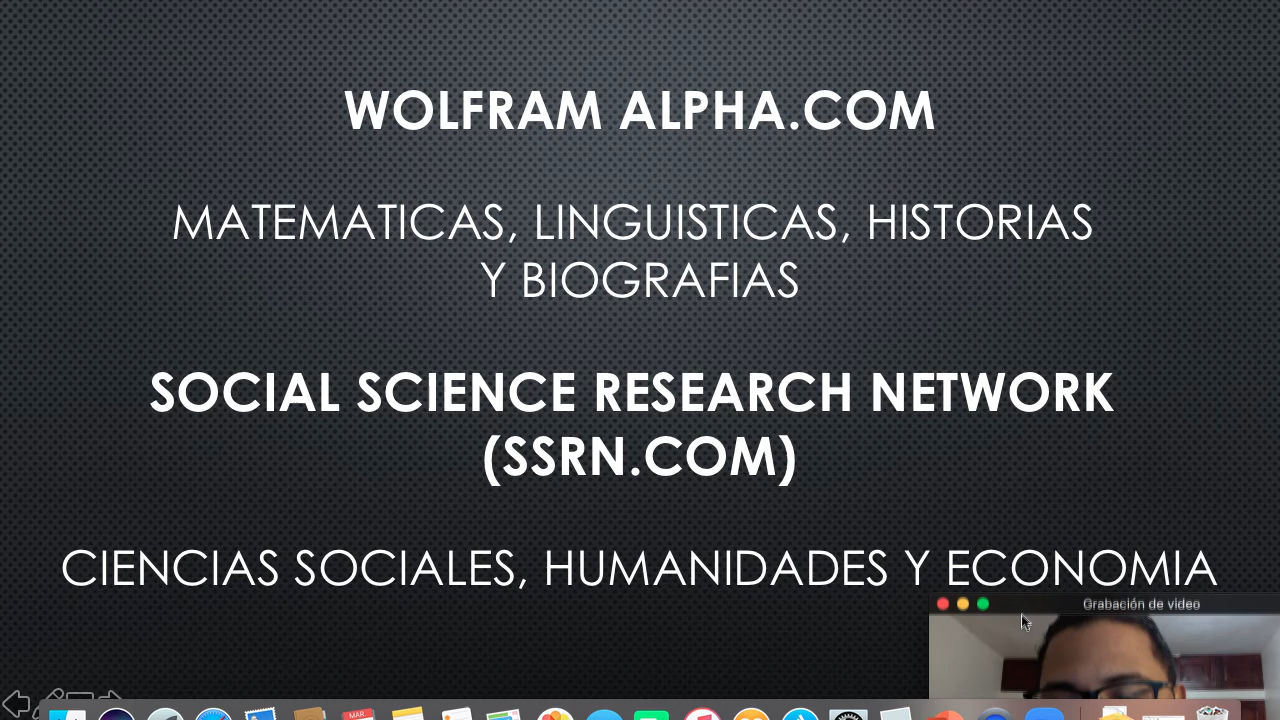 WOLFRAM ALPHA.COM
MATEMATICAS, LINGUISTICAS, HISTORIAS
Y BIOGRAFIAS
SOCIAL SCIENCE RESEARCH NETWORK
(SSRN.COM)
CIENCIAS SOCIALES, HUMANIDADES Y ECONOMIA
Grabación de video
MAR.